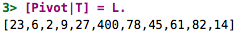 3> [Pivot|T] = L.
[23,6,2,9,27,400,78,45,61,82,14]